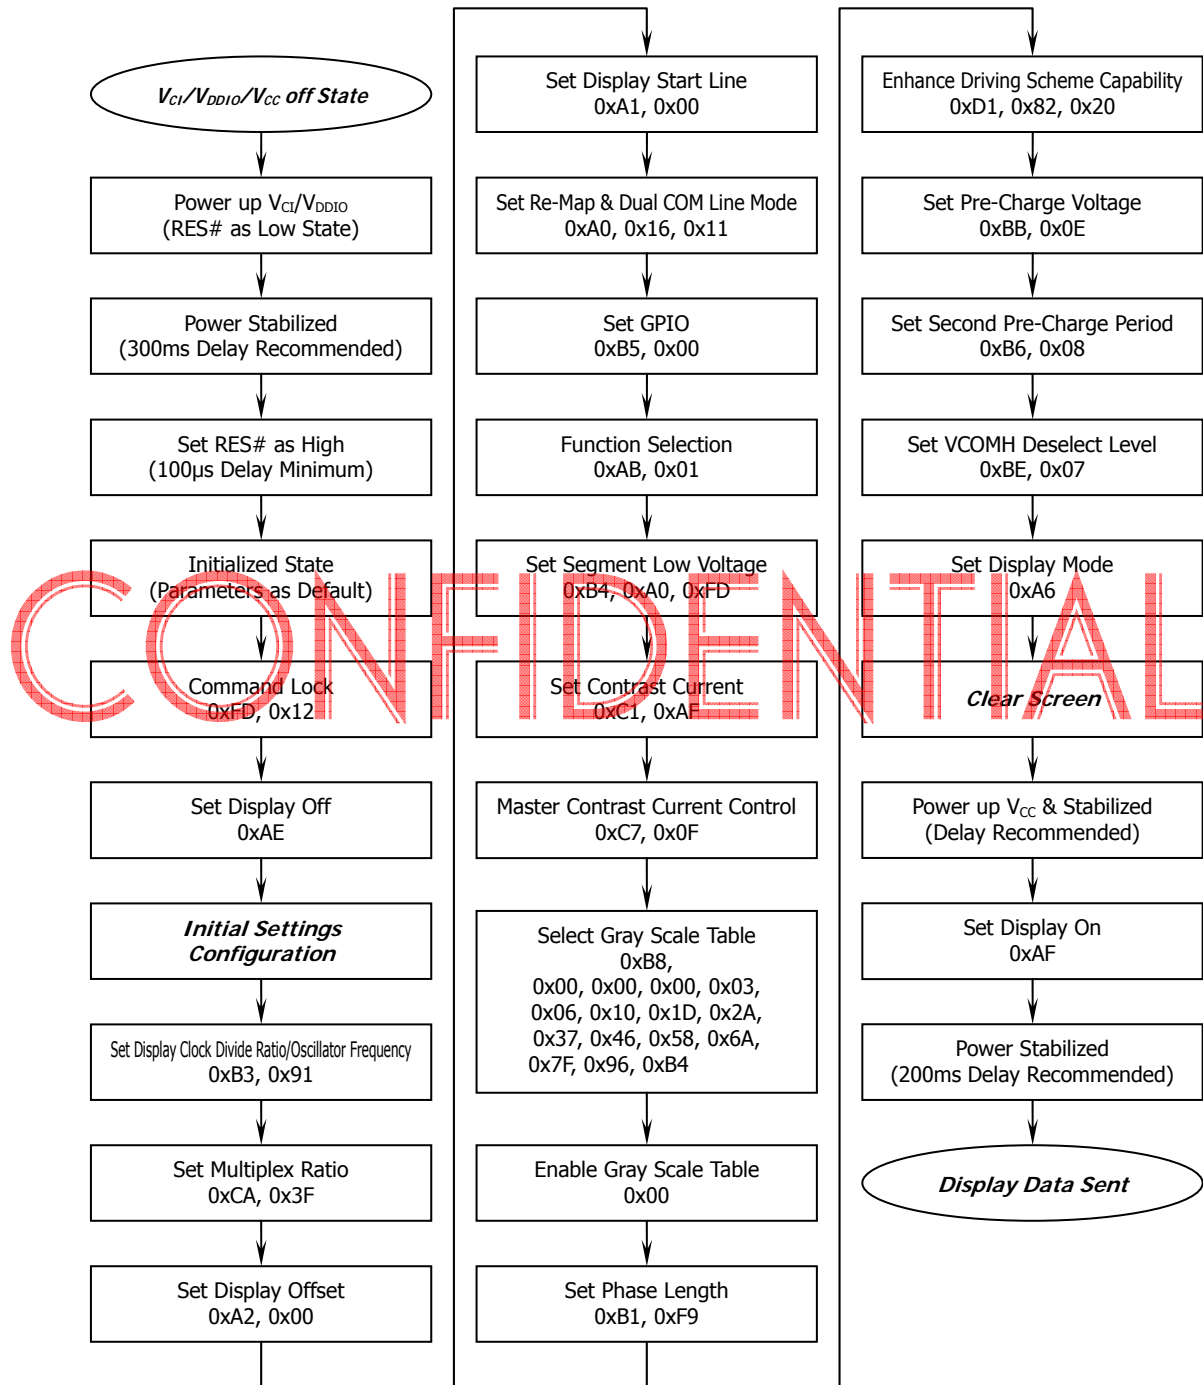 V_CI/V_DDIO/V_CC off State
Power up V_CI/V_DDIO
(RES# as Low State)
Power Stabilized
(300ms Delay Recommended)
Set RES# as High
(100µs Delay Minimum)
Initialized State
(Parameters as Default)
Command Lock
0xFD, 0x12
Set Display Off
0xAE
Initial Settings
Configuration
Set Display Clock Divide Ratio/Oscillator Frequency
0xB3, 0x91
Set Multiplex Ratio
0xCA, 0x3F
Set Display Offset
0xA2, 0x00
Set Display Start Line
0xA1, 0x00
Set Re-Map & Dual COM Line Mode
0xA0, 0x16, 0x11
Set GPIO
0xB5, 0x00
Function Selection
0xAB, 0x01
Set Segment Low Voltage
0xB4, 0xA0, 0xFD
Set Contrast Current
0xC1, 0xAF
Master Contrast Current Control
0xC7, 0x0F
Select Gray Scale Table
0xB8,
0x00, 0x00, 0x00, 0x03,
0x06, 0x10, 0x1D, 0x2A,
0x37, 0x46, 0x58, 0x6A,
0x7F, 0x96, 0xB4
Enable Gray Scale Table
0x00
Set Phase Length
0xB1, 0xF9
Enhance Driving Scheme Capability
0xD1, 0x82, 0x20
Set Pre-Charge Voltage
0xBB, 0x0E
Set Second Pre-Charge Period
0xB6, 0x08
Set VCOMH Deselect Level
0xBE, 0x07
Set Display Mode
0xA6
Clear Screen
Power up V_CC & Stabilized
(Delay Recommended)
Set Display On
0xAF
Power Stabilized
(200ms Delay Recommended)
Display Data Sent
CONFIDENTIAL